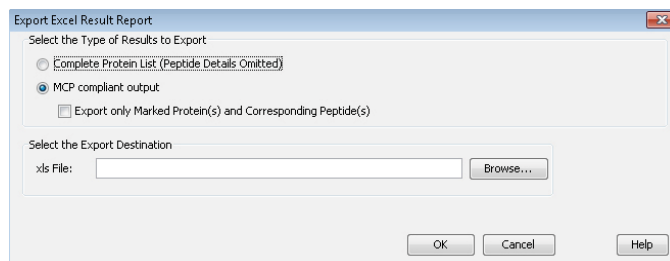 Export Excel Result Report
Select the Type of Results to Export
Complete Protein List (Peptide Details Omitted)
MCP compliant output
Export only Marked Protein(s) and Corresponding Peptide(s)
Select the Export Destination
xls File:
Browse...
OK Cancel Help